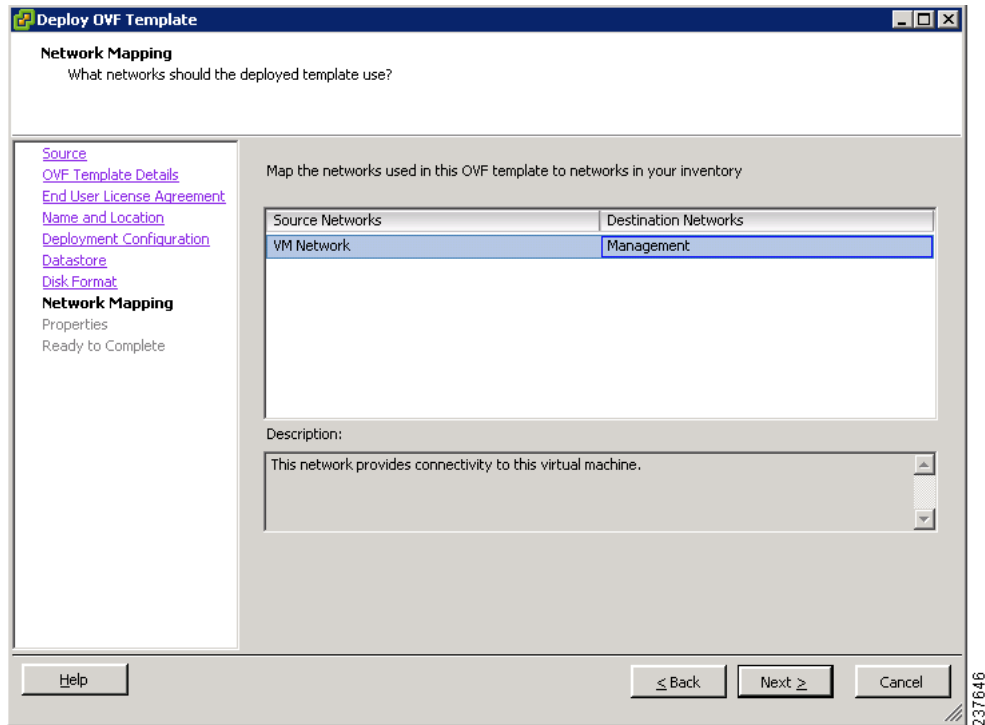 Deploy OVF Template
Network Mapping
What networks should the deployed template use?
Source
OVF Template Details
End User License Agreement
Name and Location
Deployment Configuration
Datastore
Disk Format
Network Mapping
Properties
Ready to Complete
Map the networks used in this OVF template to networks in your inventory
Source Networks Destination Networks
VM Network Management
Description:
This network provides connectivity to this virtual machine.
Help ≤ Back Next ≥ Cancel
237646